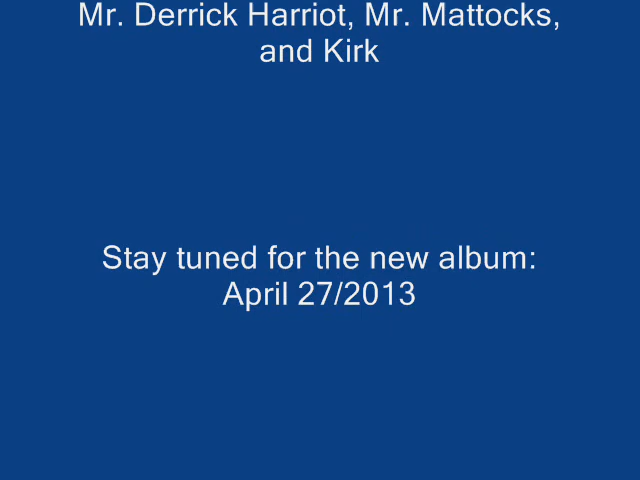 Mr. Derrick Harriot, Mr. Mattocks,
and Kirk
Stay tuned for the new album:
April 27/2013